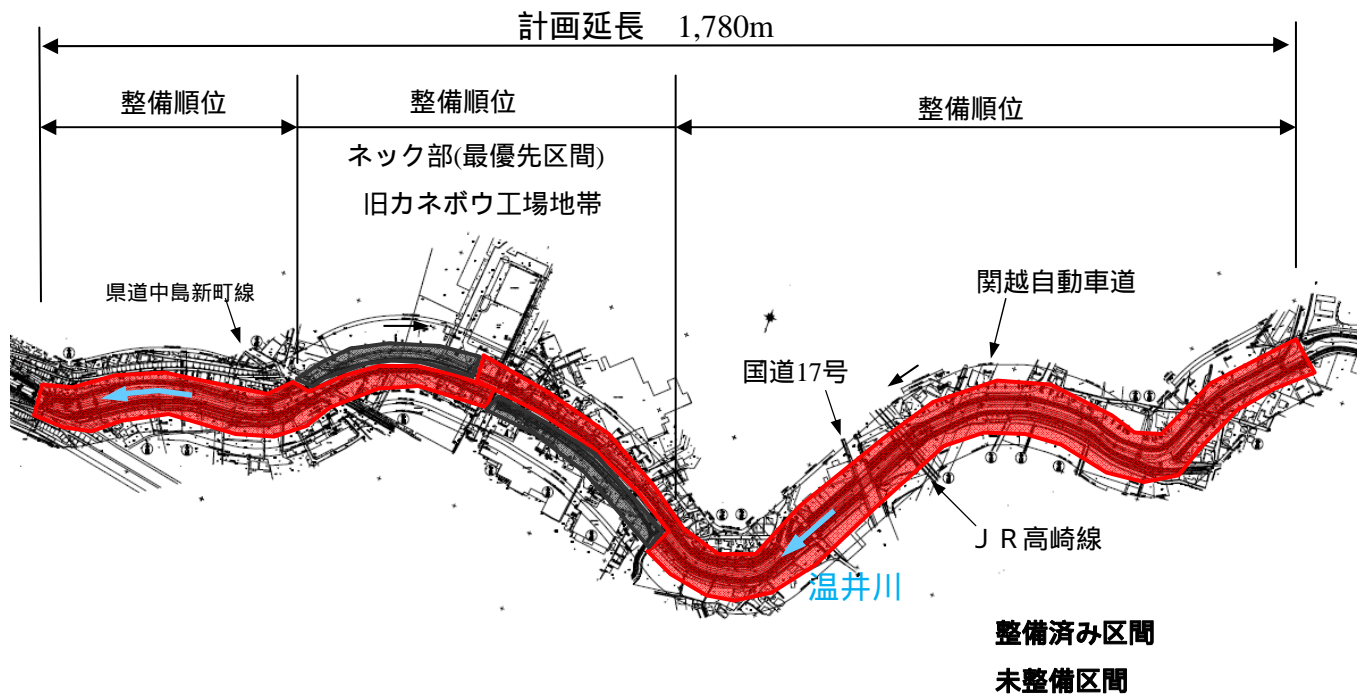 計画延長　1,780m
整備順位
整備順位
整備順位
ネック部(最優先区間)
旧カネボウ工場地帯
県道中島新町線
関越自動車道
国道17号
ＪＲ高崎線
温井川
整備済み区間
未整備区間